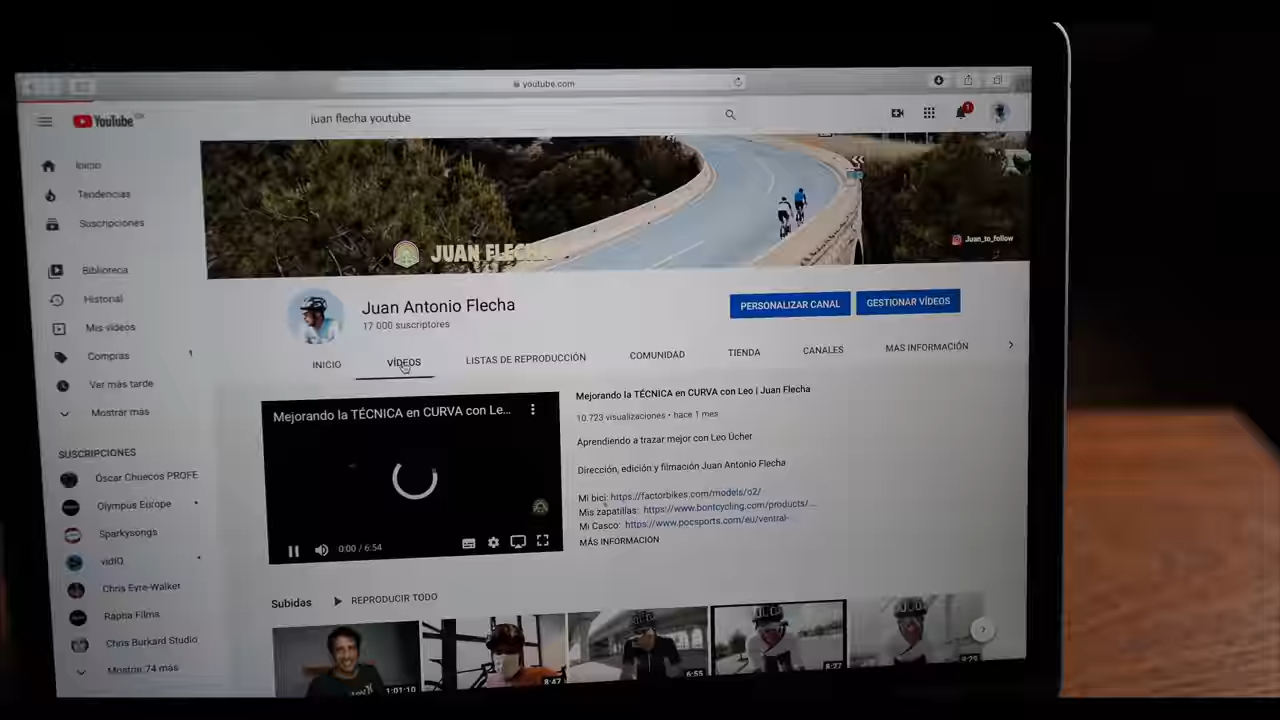 youtube.com
YouTube ES
juan flecha youtube
1
Inicio
Tendencias
Suscripciones
Biblioteca
Historial
Mis vídeos
Compras
1
Ver más tarde
Mostrar más
SUSCRIPCIONES
Óscar Chuecos PROFE
Olympus Europe
Sparkysongs
vidIQ
Chris Eyre-Walker
Rapha Films
Chris Burkard Studio
Mostrar 74 más
JUAN FLECHA
Juan_to_follow
Juan Antonio Flecha
17 000 suscriptores
PERSONALIZAR CANAL
GESTIONAR VÍDEOS
INICIO
VÍDEOS
LISTAS DE REPRODUCCIÓN
COMUNIDAD
TIENDA
CANALES
MÁS INFORMACIÓN
Mejorando la TÉCNICA en CURVA con Le...
0:00 / 6:54
Mejorando la TÉCNICA en CURVA con Leo | Juan Flecha
10.723 visualizaciones • hace 1 mes
Aprendiendo a trazar mejor con Leo Ücher
Dirección, edición y filmación Juan Antonio Flecha
Mi bici: https://factorbikes.com/models/o2/
Mis zapatillas: https://www.bontcycling.com/products/...
Mi Casco: https://www.pocsports.com/eu/ventral-
MÁS INFORMACIÓN
Subidas
REPRODUCIR TODO
1:01:10
8:47
6:55
8:27
9:29